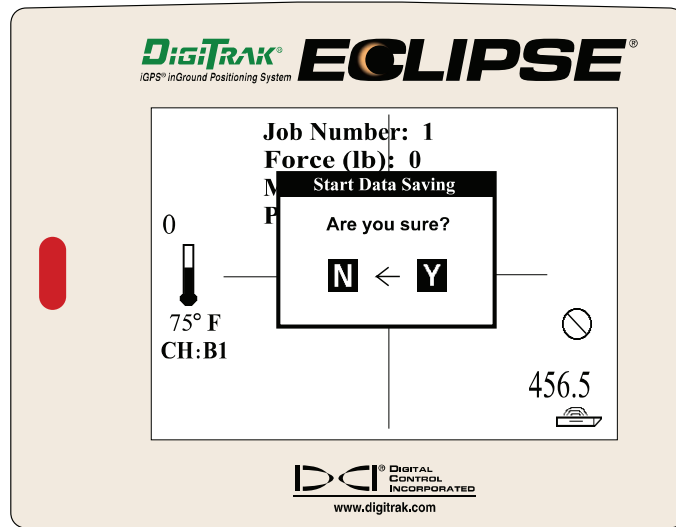 DIGITRAK®
iGPS® inGround Positioning System
ECLIPSE®
Job Number: 1
Force (lb): 0
M
P
Start Data Saving
Are you sure?
N ← Y
0
75° F
CH:B1
456.5
DCI® DIGITAL
CONTROL
INCORPORATED
www.digitrak.com